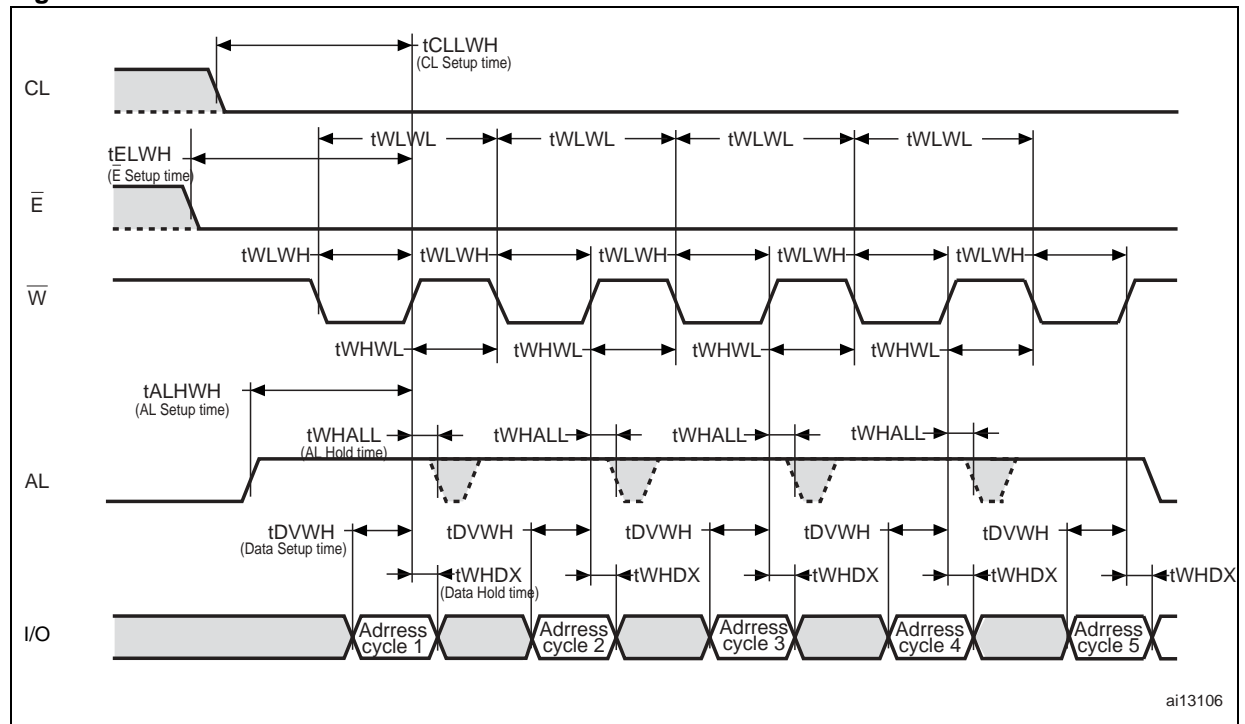 tCLLWH
(CL Setup time)
CL
tWLWL tWLWL tWLWL tWLWL
tELWH
(E Setup time)
E
tWLWH tWLWH tWLWH tWLWH tWLWH
W
tWHWL tWHWL tWHWL tWHWL
tALHWH
(AL Setup time)
tWHALL tWHALL tWHALL tWHALL
(AL Hold time)
AL
tDVWH tDVWH tDVWH tDVWH tDVWH
(Data Setup time)
tWHDX tWHDX tWHDX tWHDX tWHDX
(Data Hold time)
I/O
Adrress Adrress Adrress Adrress Adrress
cycle 1 cycle 2 cycle 3 cycle 4 cycle 5
ai13106